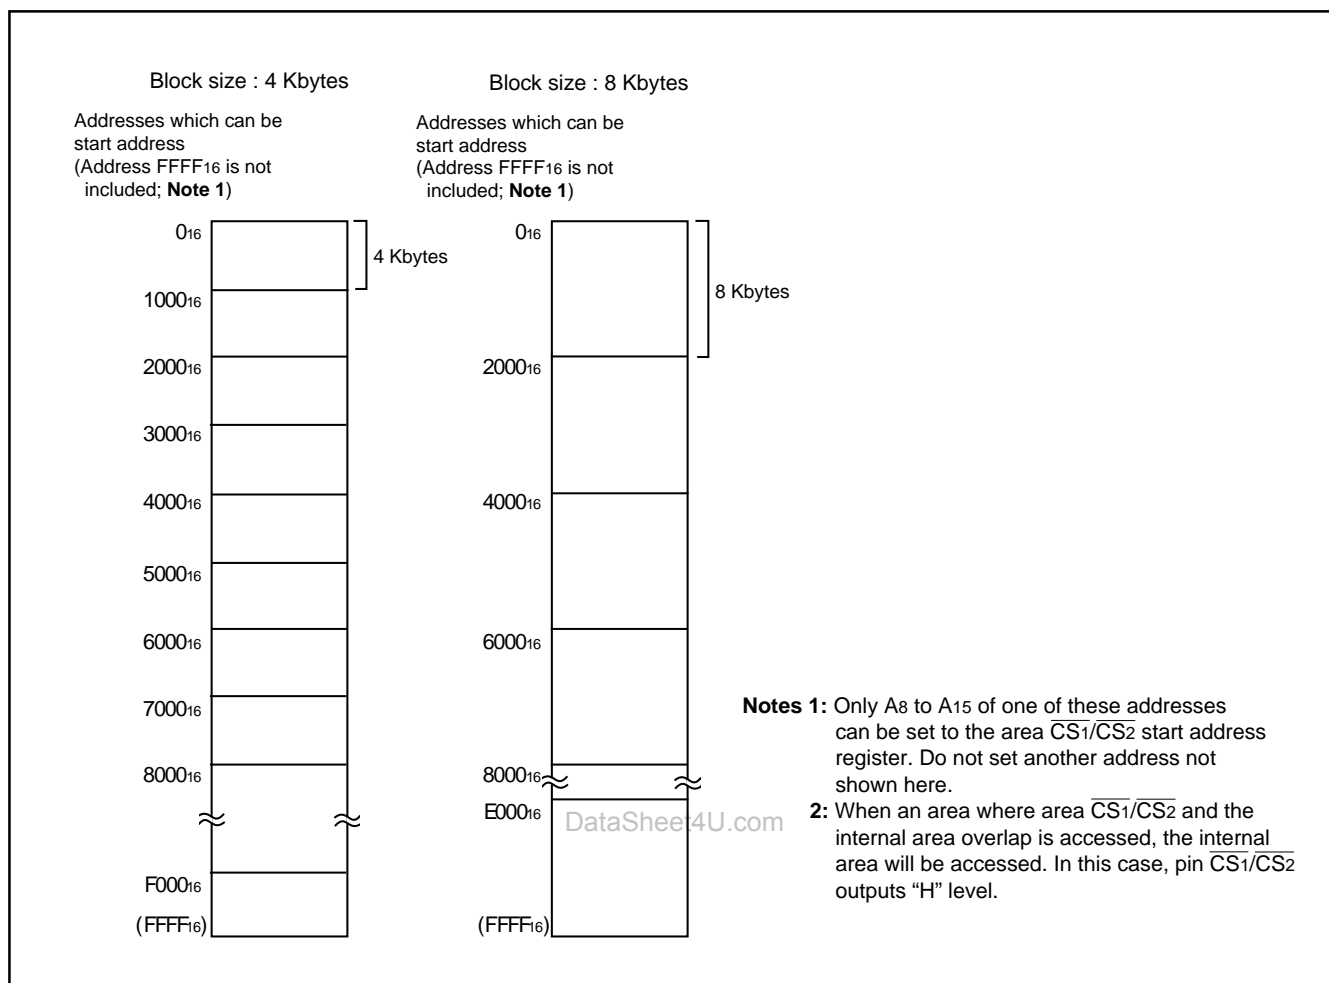 Block size : 4 Kbytes
Addresses which can be
start address
(Address FFFF16 is not
included; Note 1)
016
4 Kbytes
100016
200016
300016
400016
500016
600016
700016
800016
F00016
(FFFF16)
Block size : 8 Kbytes
Addresses which can be
start address
(Address FFFF16 is not
included; Note 1)
016
8 Kbytes
200016
400016
600016
800016
E00016
(FFFF16)
DataSheet4U.com
Notes 1: Only A8 to A15 of one of these addresses
can be set to the area CS1/CS2 start address
register. Do not set another address not
shown here.
2: When an area where area CS1/CS2 and the
internal area overlap is accessed, the internal
area will be accessed. In this case, pin CS1/CS2
outputs “H” level.